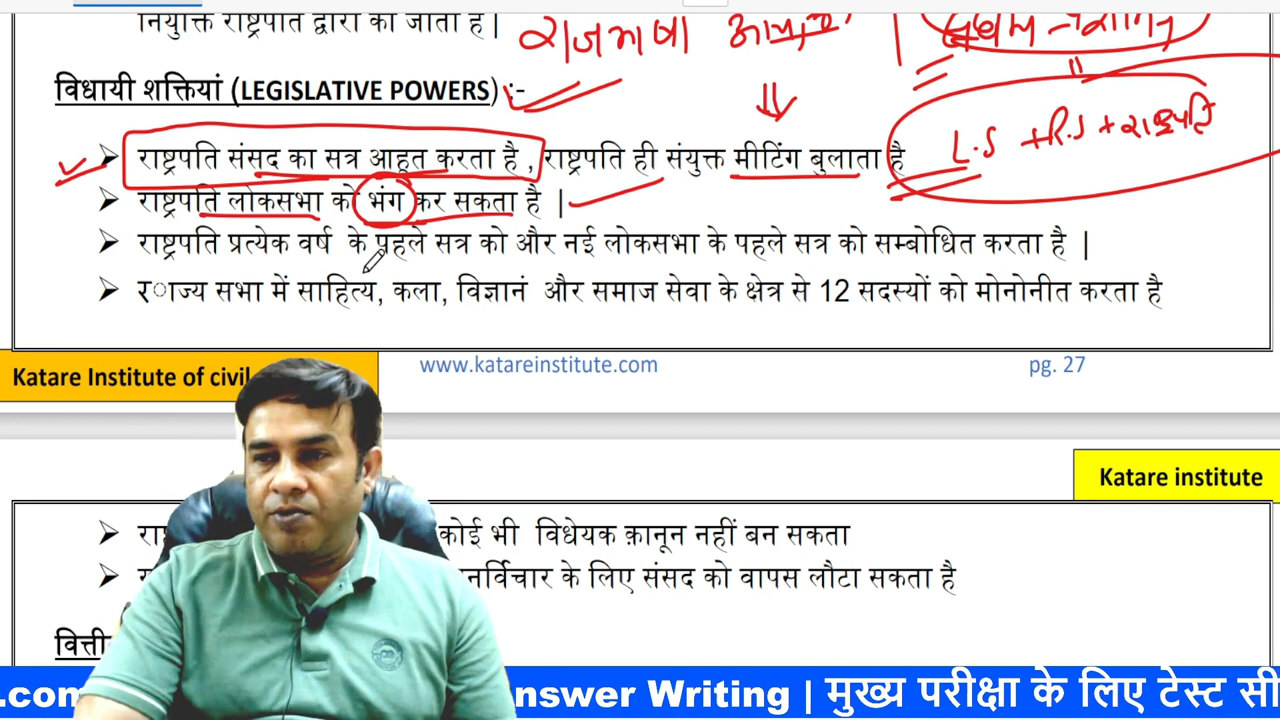 नियुक्ति राष्ट्रपति द्वारा की जाती है |
राजभाषा आयोग
विधायी शक्तियां (LEGISLATIVE POWERS) :-
L.S + R.S + राष्ट्रपति
राष्ट्रपति संसद का सत्र आहूत करता है , राष्ट्रपति ही संयुक्त मीटिंग बुलाता है
राष्ट्रपति लोकसभा को भंग कर सकता है |
राष्ट्रपति प्रत्येक वर्ष के पहले सत्र को और नई लोकसभा के पहले सत्र को सम्बोधित करता है |
राज्य सभा में साहित्य, कला, विज्ञानं और समाज सेवा के क्षेत्र से 12 सदस्यों को मोनोनीत करता है
Katare Institute of civil
www.katareinstitute.com
pg. 27
Katare institute
कोई भी विधेयक क़ानून नहीं बन सकता
के लिए संसद को वापस लौटा सकता है
.com
nswer Writing | मुख्य परीक्षा के लिए टेस्ट सी